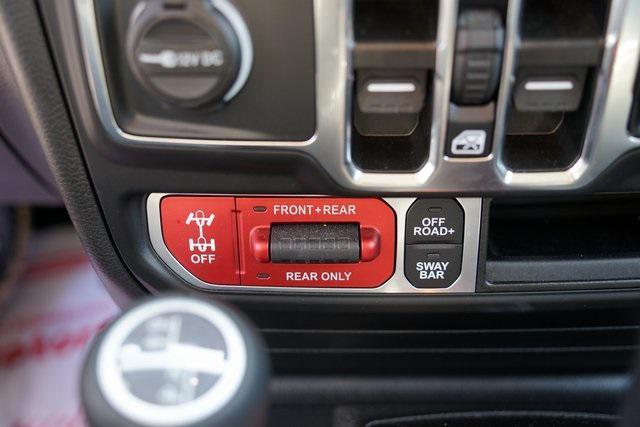 12V DC
FRONT+REAR
OFF
REAR ONLY
OFF
ROAD+
SWAY
BAR